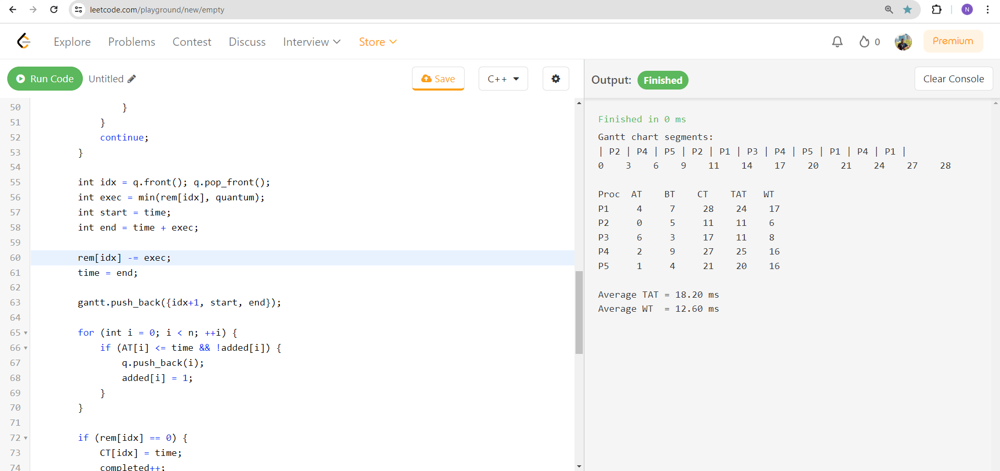 leetcode.com/playground/new/empty
N
Explore Problems Contest Discuss Interview Store 0 Premium
Run Code Untitled Save C++ Output: Finished Clear Console
50 }
51 }
52 continue;
53 }
54
55 int idx = q.front(); q.pop_front();
56 int exec = min(rem[idx], quantum);
57 int start = time;
58 int end = time + exec;
59
60 rem[idx] -= exec;
61 time = end;
62
63 gantt.push_back({idx+1, start, end});
64
65 for (int i = 0; i < n; ++i) {
66 if (AT[i] <= time && !added[i]) {
67 q.push_back(i);
68 added[i] = 1;
69 }
70 }
71
72 if (rem[idx] == 0) {
73 CT[idx] = time;
74 completed++;
Finished in 0 ms
Gantt chart segments:
| P2 | P4 | P5 | P2 | P1 | P3 | P4 | P5 | P1 | P4 | P1 |
0 3 6 9 11 14 17 20 21 24 27 28
Proc AT BT CT TAT WT
P1 4 7 28 24 17
P2 0 5 11 11 6
P3 6 3 17 11 8
P4 2 9 27 25 16
P5 1 4 21 20 16
Average TAT = 18.20 ms
Average WT = 12.60 ms